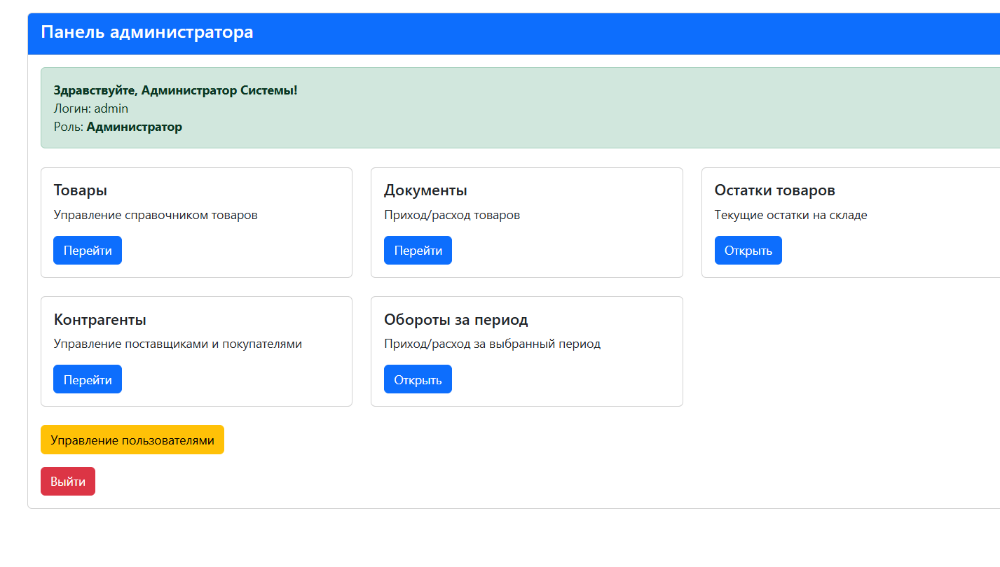 Панель администратора
Здравствуйте, Администратор Системы!
Логин: admin
Роль: Администратор
Товары
Управление справочником товаров
Перейти
Документы
Приход/расход товаров
Перейти
Остатки товаров
Текущие остатки на складе
Открыть
Контрагенты
Управление поставщиками и покупателями
Перейти
Обороты за период
Приход/расход за выбранный период
Открыть
Управление пользователями
Выйти